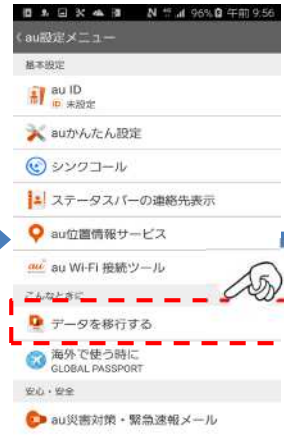 N 96% 午前 9:56
au設定メニュー
基本設定
au ID
iD 未設定
auかんたん設定
シンクコール
ステータスバーの連絡先表示
au位置情報サービス
au au Wi-Fi 接続ツール
こんなときに
データを移行する
海外で使う時に
GLOBAL PASSPORT
安心・安全
au災害対策・緊急速報メール